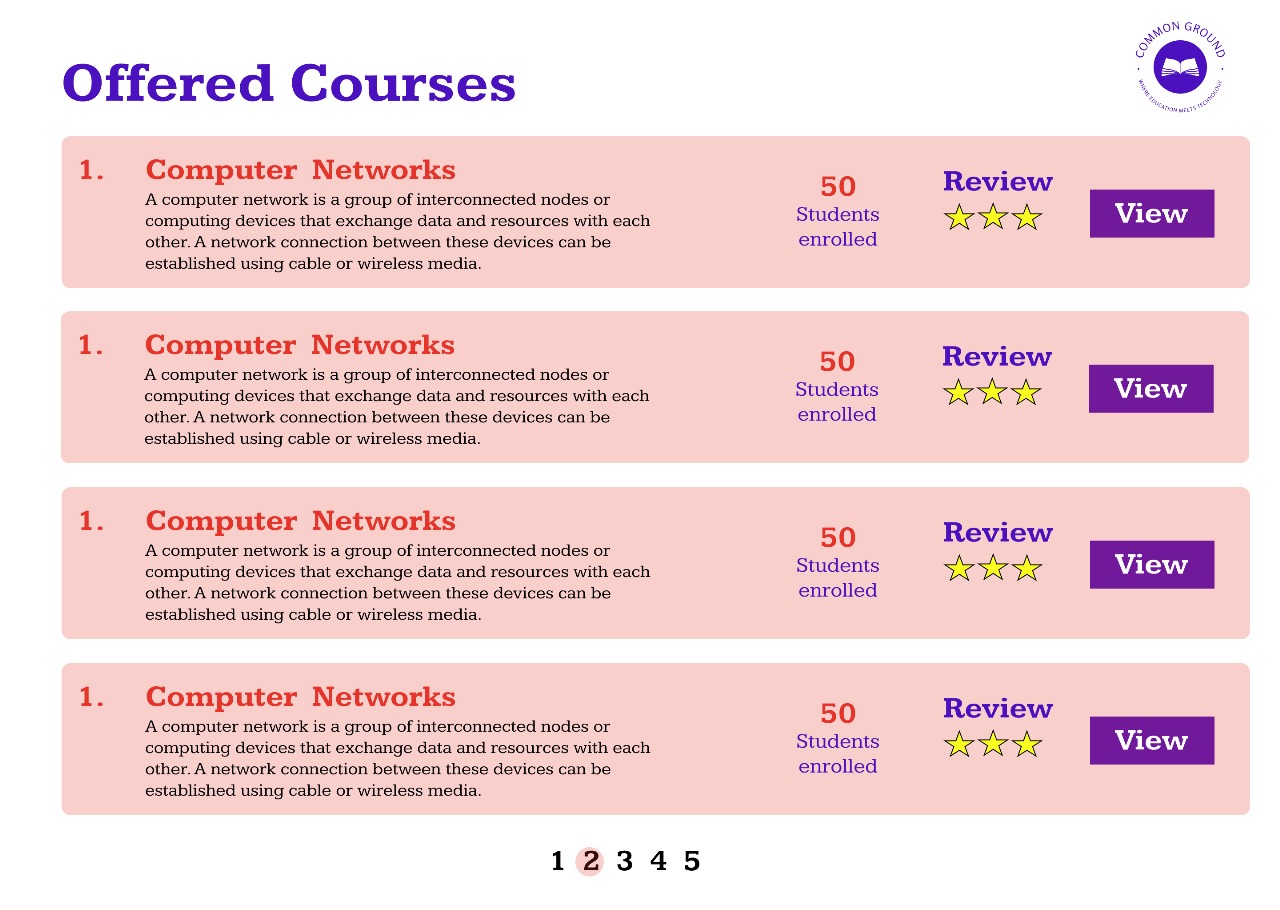 COMMON GROUND
WHERE EDUCATION MEETS TECHNOLOGY
Offered Courses
1. Computer Networks
A computer network is a group of interconnected nodes or
computing devices that exchange data and resources with each
other. A network connection between these devices can be
established using cable or wireless media.
50
Students
enrolled
Review
View
1. Computer Networks
A computer network is a group of interconnected nodes or
computing devices that exchange data and resources with each
other. A network connection between these devices can be
established using cable or wireless media.
50
Students
enrolled
Review
View
1. Computer Networks
A computer network is a group of interconnected nodes or
computing devices that exchange data and resources with each
other. A network connection between these devices can be
established using cable or wireless media.
50
Students
enrolled
Review
View
1. Computer Networks
A computer network is a group of interconnected nodes or
computing devices that exchange data and resources with each
other. A network connection between these devices can be
established using cable or wireless media.
50
Students
enrolled
Review
View
1 2 3 4 5